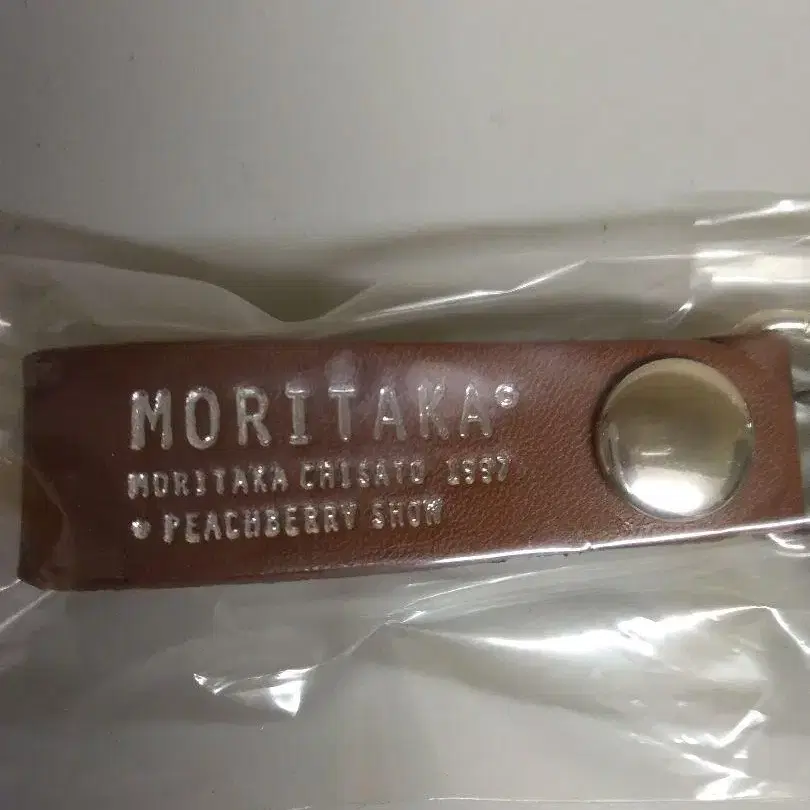 MORITAKA©
MORITAKA CHISATO 1997
● PEACHBERRY SHOW